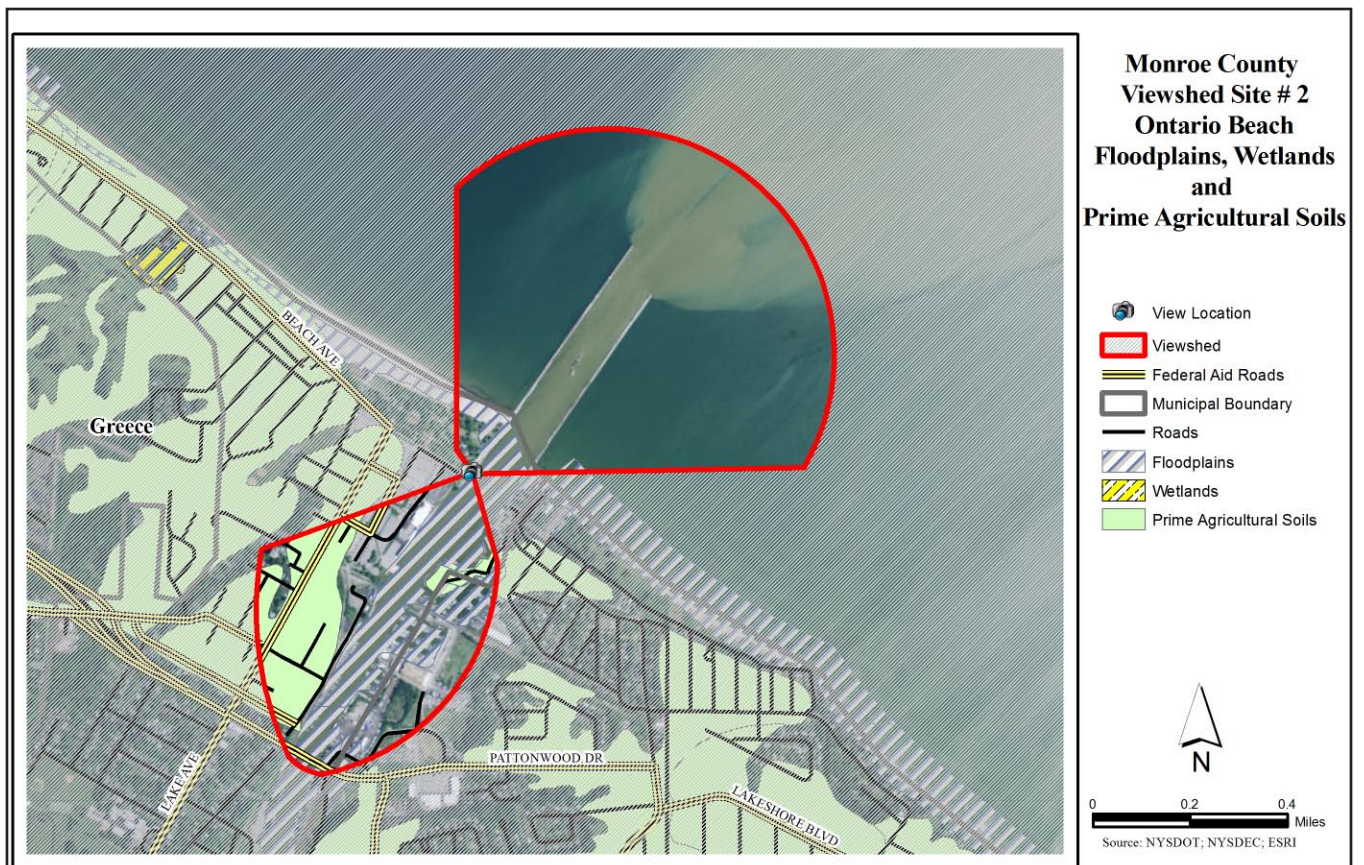 Monroe County
Viewshed Site # 2
Ontario Beach
Floodplains, Wetlands
and
Prime Agricultural Soils
View Location
Viewshed
Federal Aid Roads
Municipal Boundary
Roads
Floodplains
Wetlands
Prime Agricultural Soils
BEACH AVE
Greece
LAKE AVE
PATTONWOOD DR
LAKESHORE BLVD
N
0 0.2 0.4
Miles
Source: NYSDOT; NYSDEC; ESRI